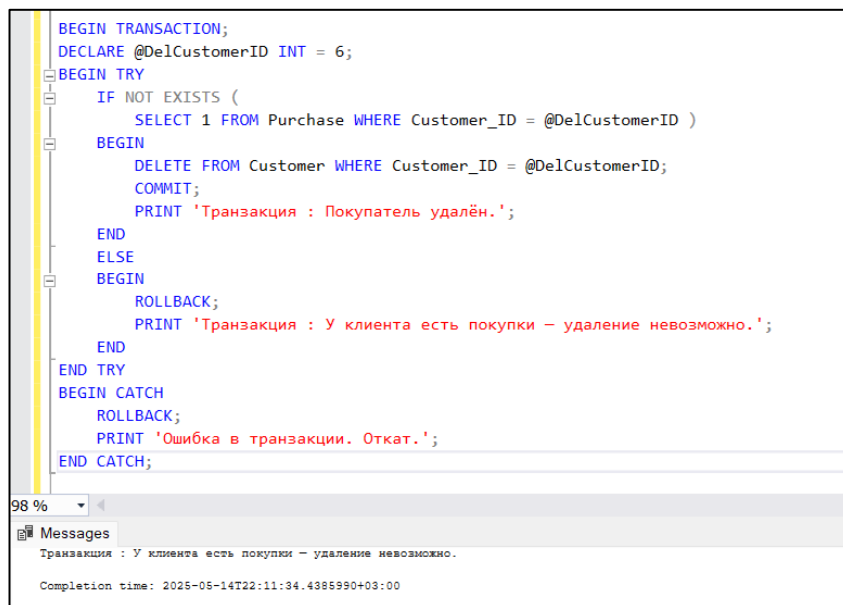 BEGIN TRANSACTION;
DECLARE @DelCustomerID INT = 6;
BEGIN TRY
    IF NOT EXISTS (
        SELECT 1 FROM Purchase WHERE Customer_ID = @DelCustomerID )
    BEGIN
        DELETE FROM Customer WHERE Customer_ID = @DelCustomerID;
        COMMIT;
        PRINT 'Транзакция : Покупатель удалён.';
    END
    ELSE
    BEGIN
        ROLLBACK;
        PRINT 'Транзакция : У клиента есть покупки — удаление невозможно.';
    END
END TRY
BEGIN CATCH
    ROLLBACK;
    PRINT 'Ошибка в транзакции. Откат.';
END CATCH;
98 %
Messages
Транзакция : У клиента есть покупки — удаление невозможно.
Completion time: 2025-05-14T22:11:34.4385990+03:00